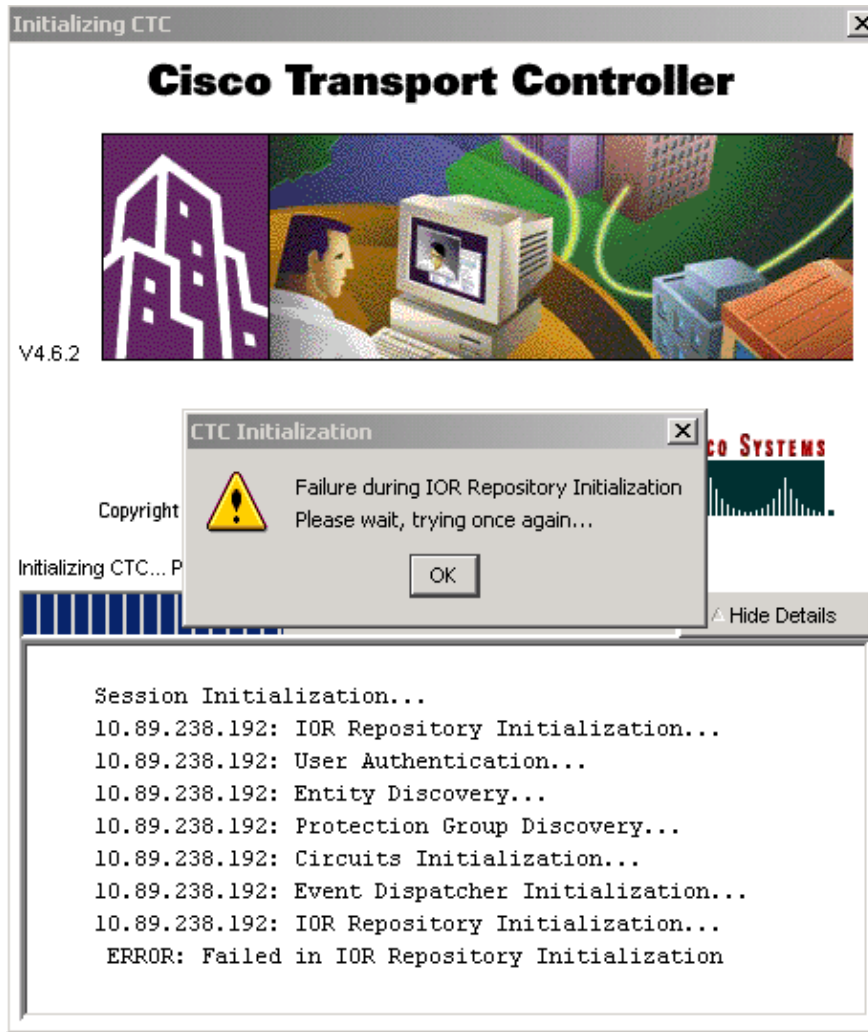 Initializing CTC
Cisco Transport Controller
V4.6.2
CTC Initialization
Failure during IOR Repository Initialization
Please wait, trying once again...
OK
SYSTEMS
Copyright
Initializing CTC...
Hide Details
Session Initialization...
10.89.238.192: IOR Repository Initialization...
10.89.238.192: User Authentication...
10.89.238.192: Entity Discovery...
10.89.238.192: Protection Group Discovery...
10.89.238.192: Circuits Initialization...
10.89.238.192: Event Dispatcher Initialization...
10.89.238.192: IOR Repository Initialization...
ERROR: Failed in IOR Repository Initialization